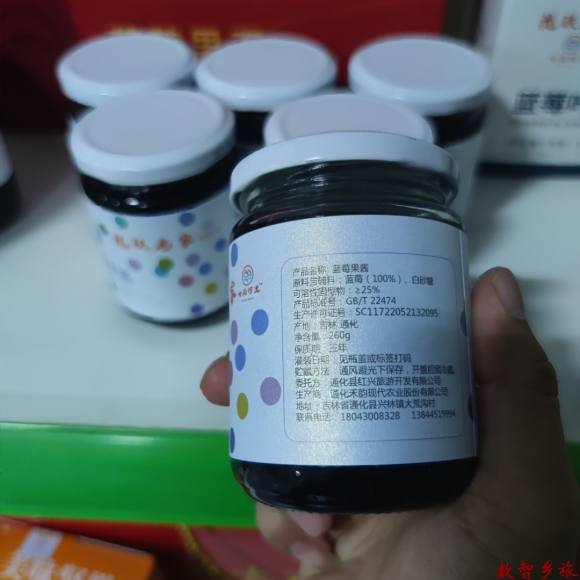 蓝莓
产品名称：蓝莓果酱
原料与辅料：蓝莓（100%）、白砂糖
可溶性固型物：≥25%
产品标准号：GB/T 22474
生产许可证号：SC11722052132095
产地：吉林 通化
净含量：260g
保质期：三年
灌装日期：见瓶盖或标签打码
贮藏方法：通风避光下保存，开盖后需冷藏
委托方：通化县红兴旅游开发有限公司
生产商：通化禾韵现代农业股份有限公司
地址：吉林省通化县兴林镇大荒沟村
联系电话：18043008328 13844519994
数智乡旅